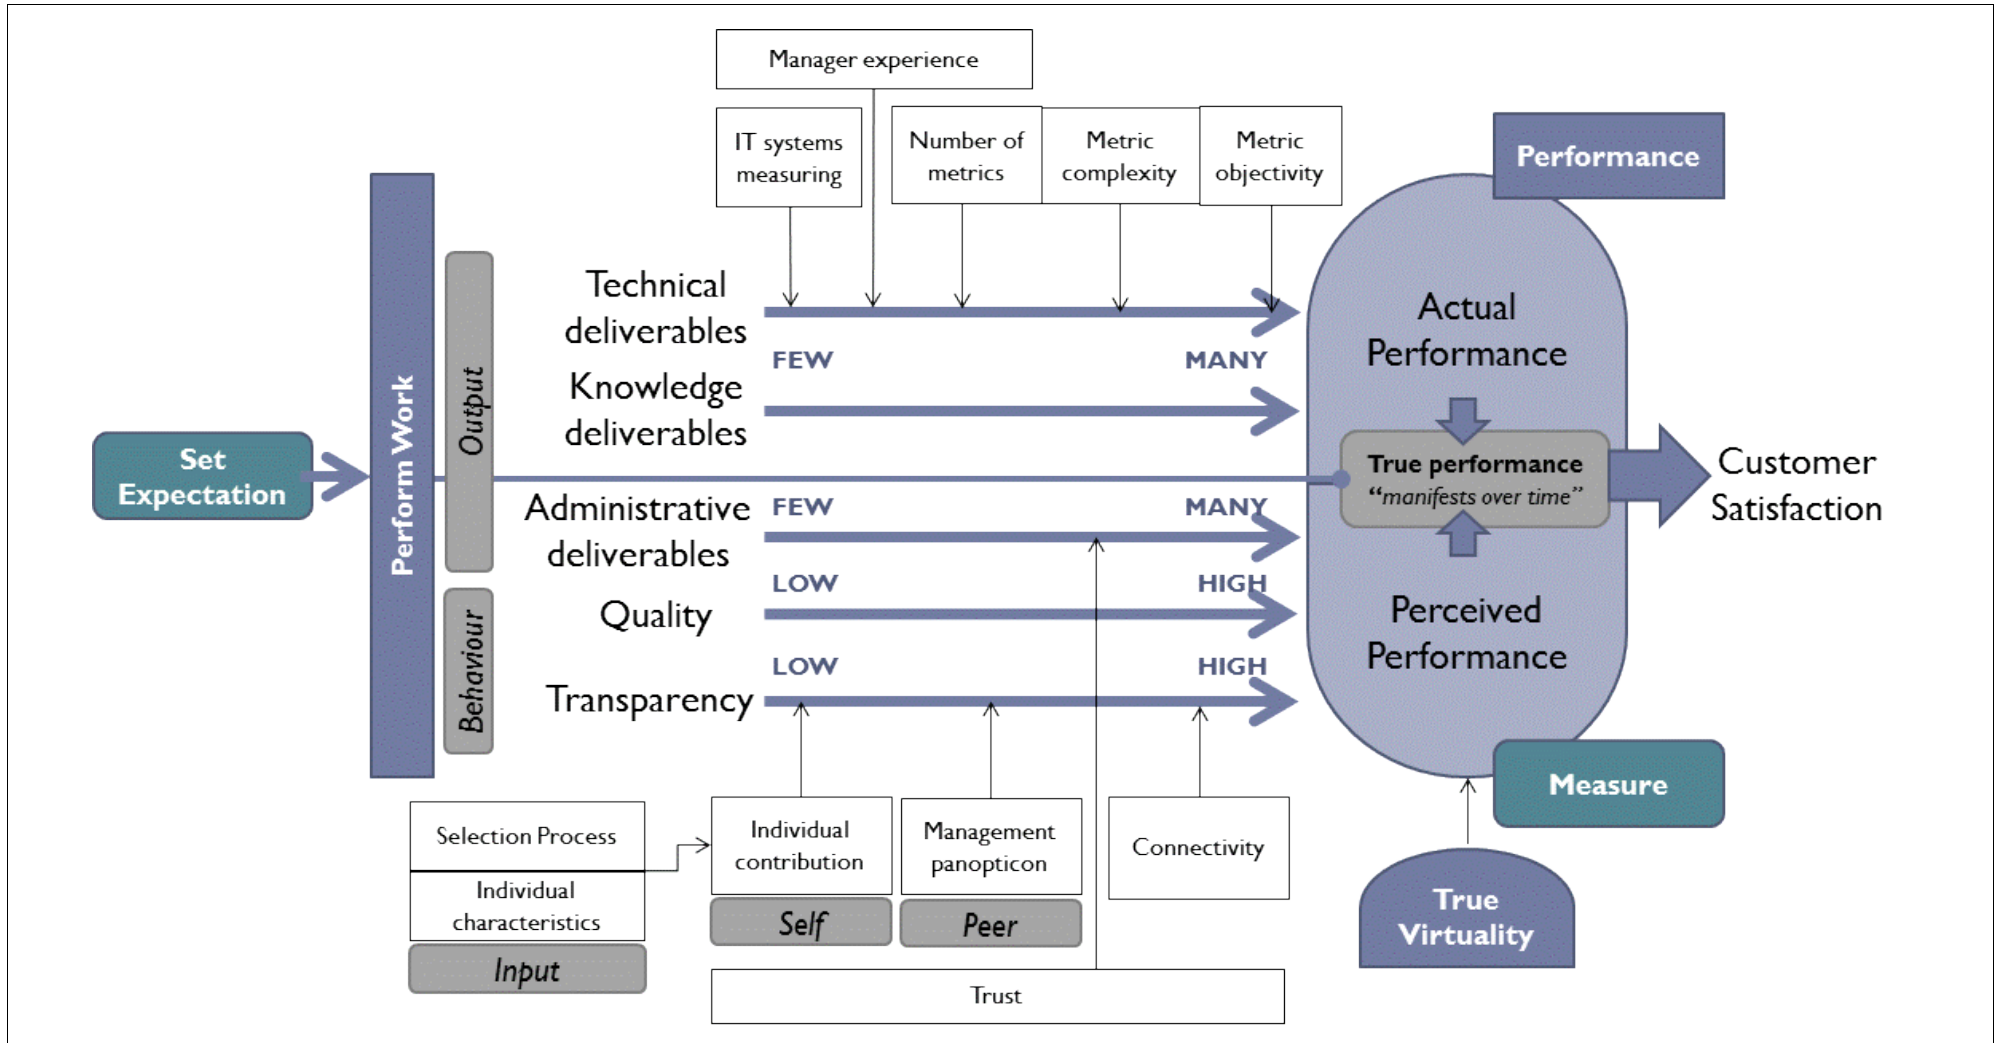 Manager experience
IT systems
measuring
Number of
metrics
Metric
complexity
Metric
objectivity
Performance
Set
Expectation
Perform Work
Output
Behaviour
Technical
deliverables
FEW
MANY
Knowledge
deliverables
Administrative
deliverables
FEW
MANY
Quality
LOW
HIGH
Transparency
LOW
HIGH
Actual
Performance
True performance
“manifests over time”
Perceived
Performance
Customer
Satisfaction
Measure
True
Virtuality
Selection Process
Individual
characteristics
Input
Individual
contribution
Self
Management
panopticon
Peer
Connectivity
Trust